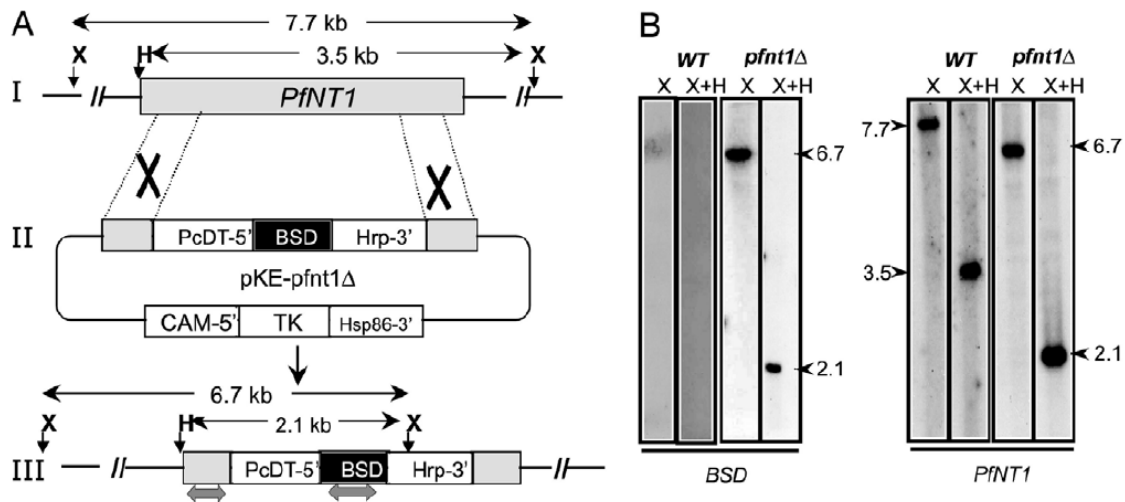 A
7.7 kb
X H 3.5 kb X
I // PfNT1 //
X X
II PcDT-5' BSD Hrp-3'
pKE-pfnt1Δ
CAM-5' TK Hsp86-3'
6.7 kb
X H 2.1 kb X
III // PcDT-5' BSD Hrp-3' //
B
WT pfnt1Δ
X X+H X X+H
6.7
2.1
BSD
WT pfnt1Δ
X X+H X X+H
7.7
6.7
3.5
2.1
PfNT1